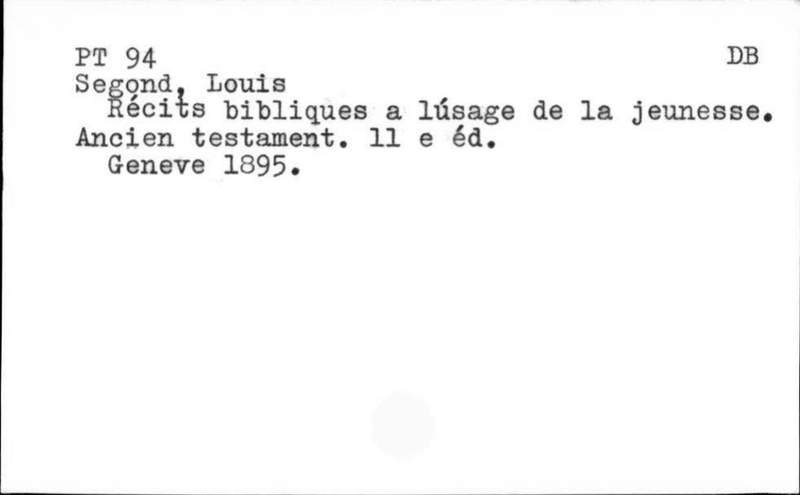 PT 94 DB
Segond, Louis
Récits bibliques a lúsage de la jeunesse.
Ancien testament. 11 e éd.
Geneve 1895.